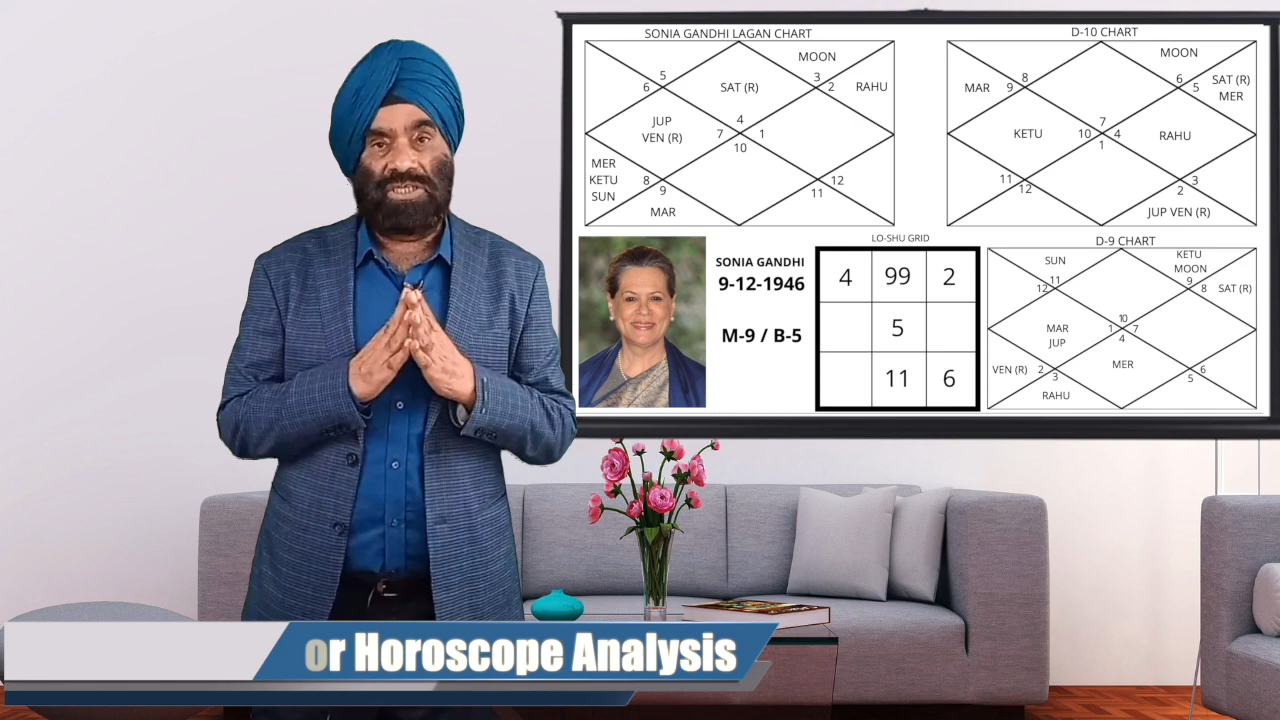 SONIA GANDHI LAGAN CHART
MOON
5
3
6
SAT (R)
2
RAHU
JUP
VEN (R)
4
7
1
10
MER
KETU
SUN
8
12
9
11
MAR
D-10 CHART
MOON
8
6
SAT (R)
MER
MAR
9
5
7
KETU
10
4
RAHU
1
11
3
12
2
JUP VEN (R)
SONIA GANDHI
9-12-1946
M-9 / B-5
LO-SHU GRID
4 99 2
5
11 6
D-9 CHART
SUN
KETU
MOON
11
9
12
8
SAT (R)
10
MAR
JUP
1
7
4
VEN (R)
2
MER
6
3
5
RAHU
or Horoscope Analysis